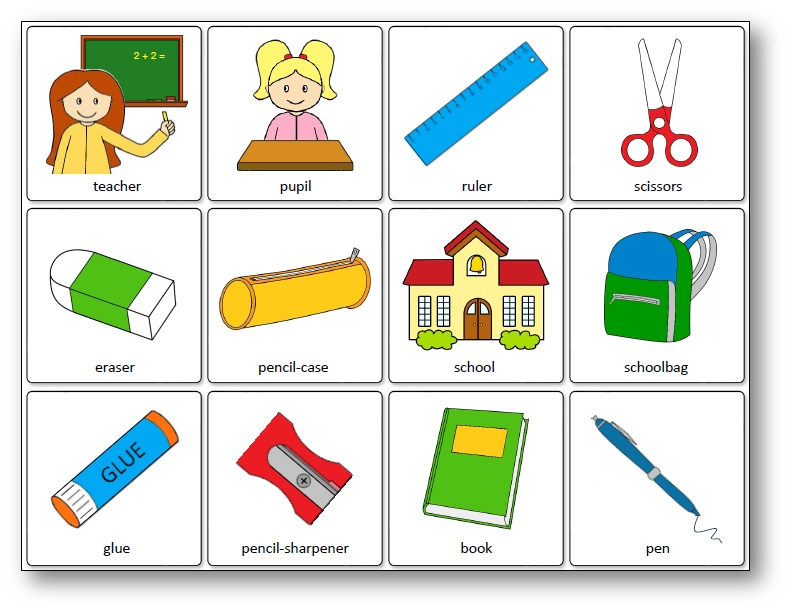 2 + 2 =
teacher
pupil
ruler
scissors
eraser
pencil-case
school
schoolbag
GLUE
glue
pencil-sharpener
book
pen